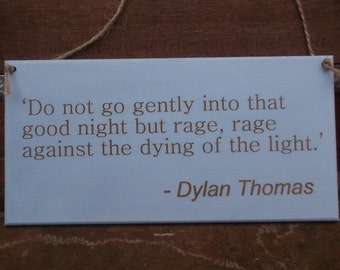 ‘Do not go gently into that
good night but rage, rage
against the dying of the light.’
- Dylan Thomas